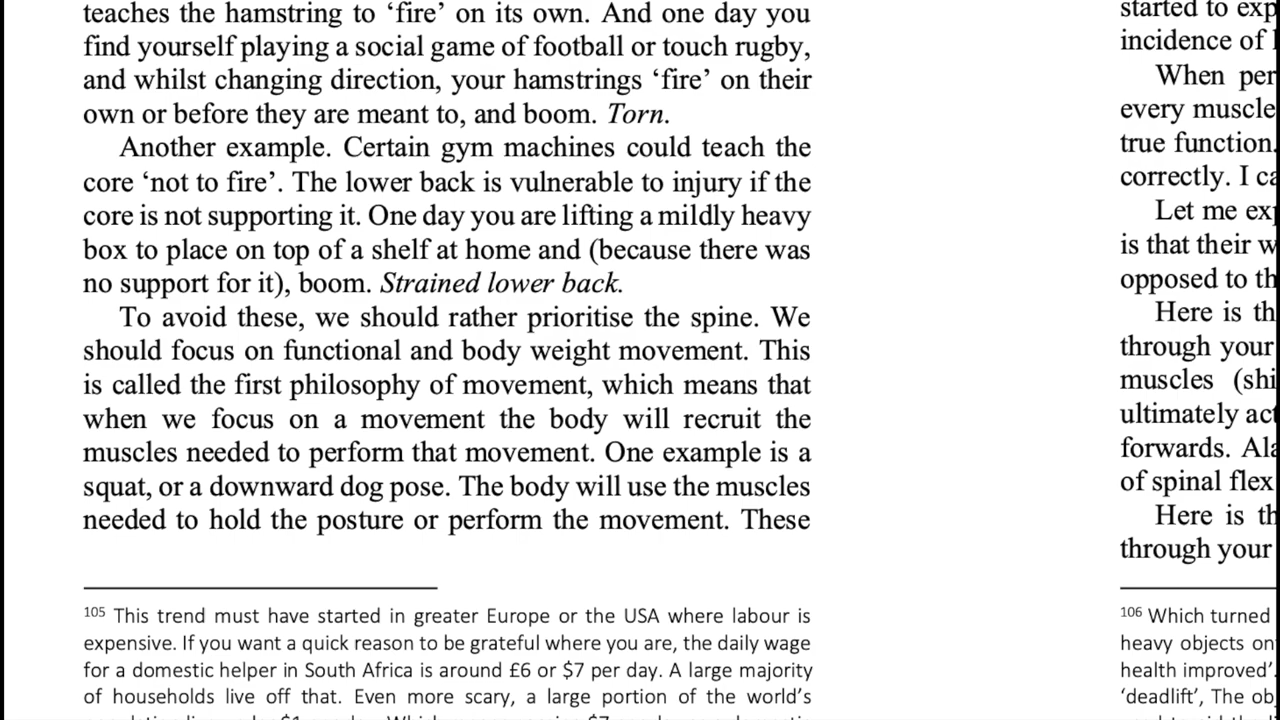 teaches the hamstring to ‘fire’ on its own. And one day you
find yourself playing a social game of football or touch rugby,
and whilst changing direction, your hamstrings ‘fire’ on their
own or before they are meant to, and boom. Torn.
Another example. Certain gym machines could teach the
core ‘not to fire’. The lower back is vulnerable to injury if the
core is not supporting it. One day you are lifting a mildly heavy
box to place on top of a shelf at home and (because there was
no support for it), boom. Strained lower back.
To avoid these, we should rather prioritise the spine. We
should focus on functional and body weight movement. This
is called the first philosophy of movement, which means that
when we focus on a movement the body will recruit the
muscles needed to perform that movement. One example is a
squat, or a downward dog pose. The body will use the muscles
needed to hold the posture or perform the movement. These
105 This trend must have started in greater Europe or the USA where labour is
expensive. If you want a quick reason to be grateful where you are, the daily wage
for a domestic helper in South Africa is around £6 or $7 per day. A large majority
of households live off that. Even more scary, a large portion of the world’s
started to exp
incidence of
When per
every muscle
true function.
correctly. I ca
Let me exp
is that their w
opposed to th
Here is th
through your
muscles (shi
ultimately act
forwards. Ala
of spinal flex
Here is th
through your
106 Which turned
heavy objects on
health improved’.
‘deadlift’, The ob